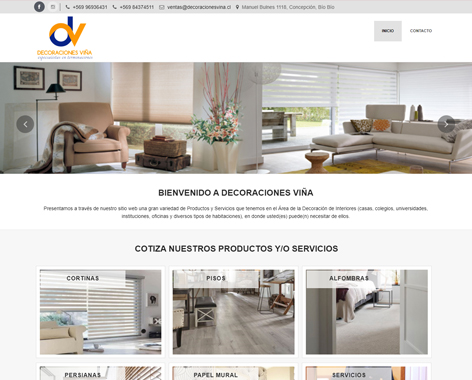 +569 96936431 +569 84374511 ventas@decoracionesvina.cl Manuel Bulnes 1116, Concepción, Bío Bío
INICIO CONTACTO
dv
DECORACIONES VIÑA
BIENVENIDO A DECORACIONES VIÑA
Presentamos a través de nuestro sitio web una gran variedad de Productos y Servicios que tenemos en el Área de la Decoración de Interiores (casas, colegios, universidades,
instituciones, oficinas y diversos tipos de habitaciones), en donde usted(es) puede(n) necesitar de ellos.
COTIZA NUESTROS PRODUCTOS Y/O SERVICIOS
CORTINAS PISOS ALFOMBRAS
PERSIANAS PAPEL MURAL SERVICIOS